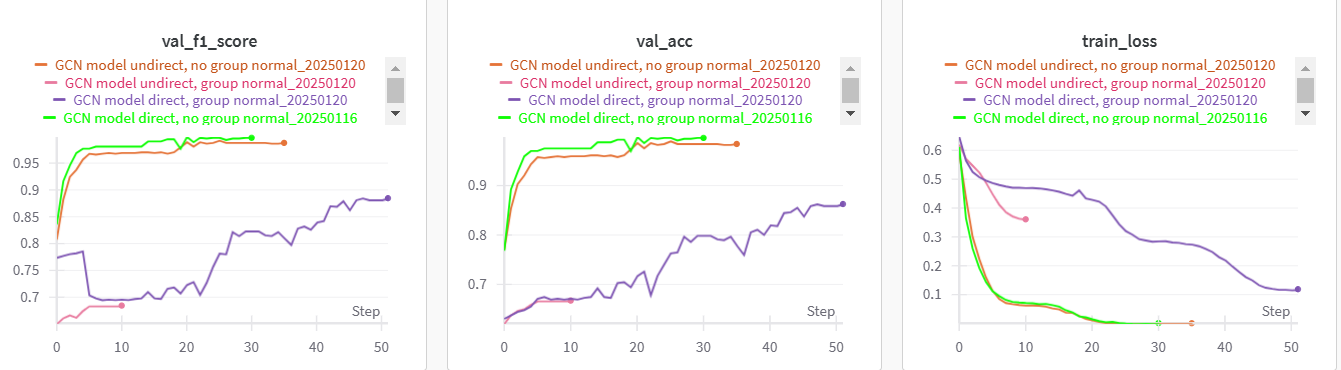 val_f1_score
GCN model undirect, no group normal_20250120
GCN model undirect, group normal_20250120
GCN model direct, group normal_20250120
GCN model direct, no group normal_20250116
0.95
0.9
0.85
0.8
0.75
0.7
Step
0 10 20 30 40 50
val_acc
GCN model undirect, no group normal_20250120
GCN model undirect, group normal_20250120
GCN model direct, group normal_20250120
GCN model direct, no group normal_20250116
0.9
0.8
0.7
Step
0 10 20 30 40 50
train_loss
GCN model undirect, no group normal_20250120
GCN model undirect, group normal_20250120
GCN model direct, group normal_20250120
GCN model direct, no group normal_20250116
0.6
0.5
0.4
0.3
0.2
0.1
Step
0 10 20 30 40 50